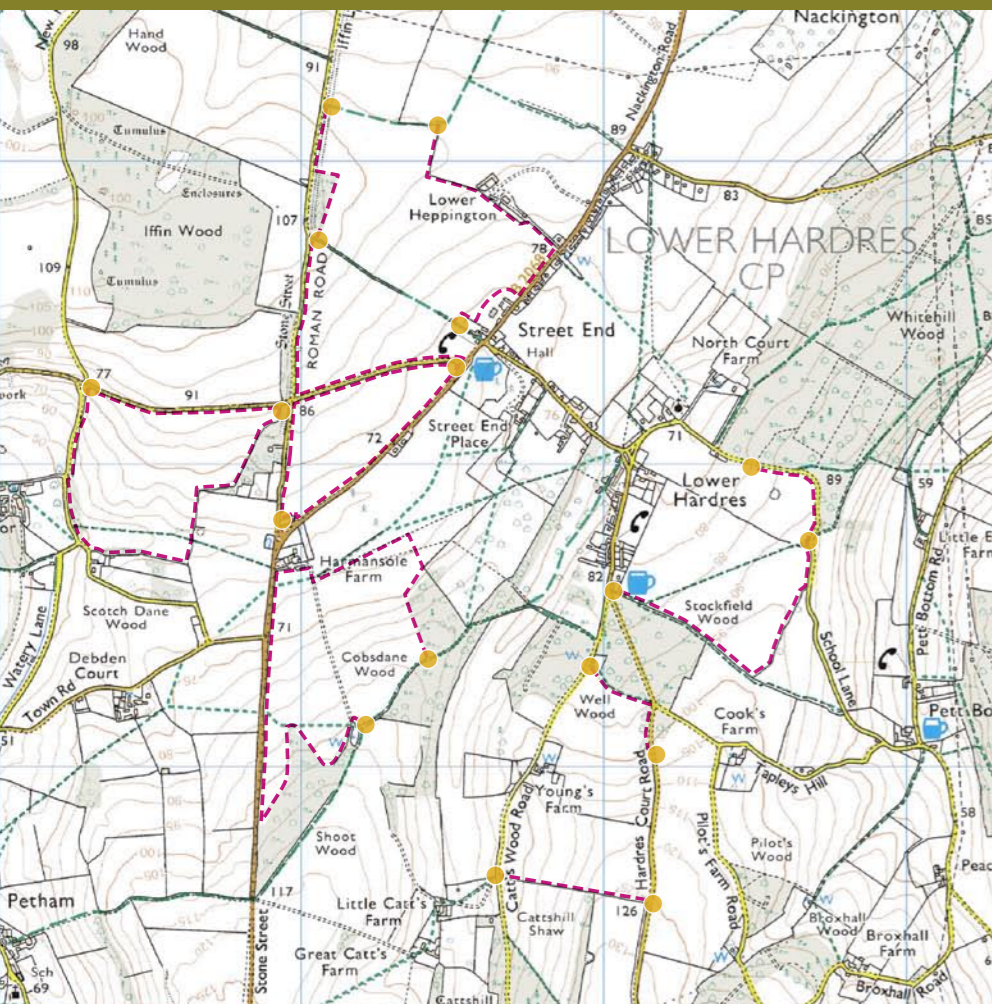 Nackington
Hand
Wood
98
91
Iffin
Nackington Road
Tumulus
89
Enclosures
83
Lower
Heppington
107
Iffin Wood
78
LOWER HARDRES
CP
109
Tumulus
Stone Street
ROMAN ROAD
Street End
Hall
Whitehill
Wood
North Court
Farm
77
91
86
76
Street End
Place
72
71
Lower
Hardres
89
59
Harmansole
Farm
82
Scotch Dane
Wood
Stockfield
Wood
Watery Lane
71
Debden
Court
Cobsdane
Wood
School Lane
Pett Bottom Rd
Town Rd
Well
Wood
Cook's
Farm
51
Tapleys Hill
Young's
Farm
Hardres Court Road
Pilot's Farm Road
Catt's Wood Road
58
Shoot
Wood
Pilot's
Wood
117
Petham
Little Catt's
Farm
126
Cattshill
Shaw
Broxhall
Wood
Broxhall
Farm
Great Catt's
Farm
Sch
69
Stone Street
Cattshill
Broxhall Road